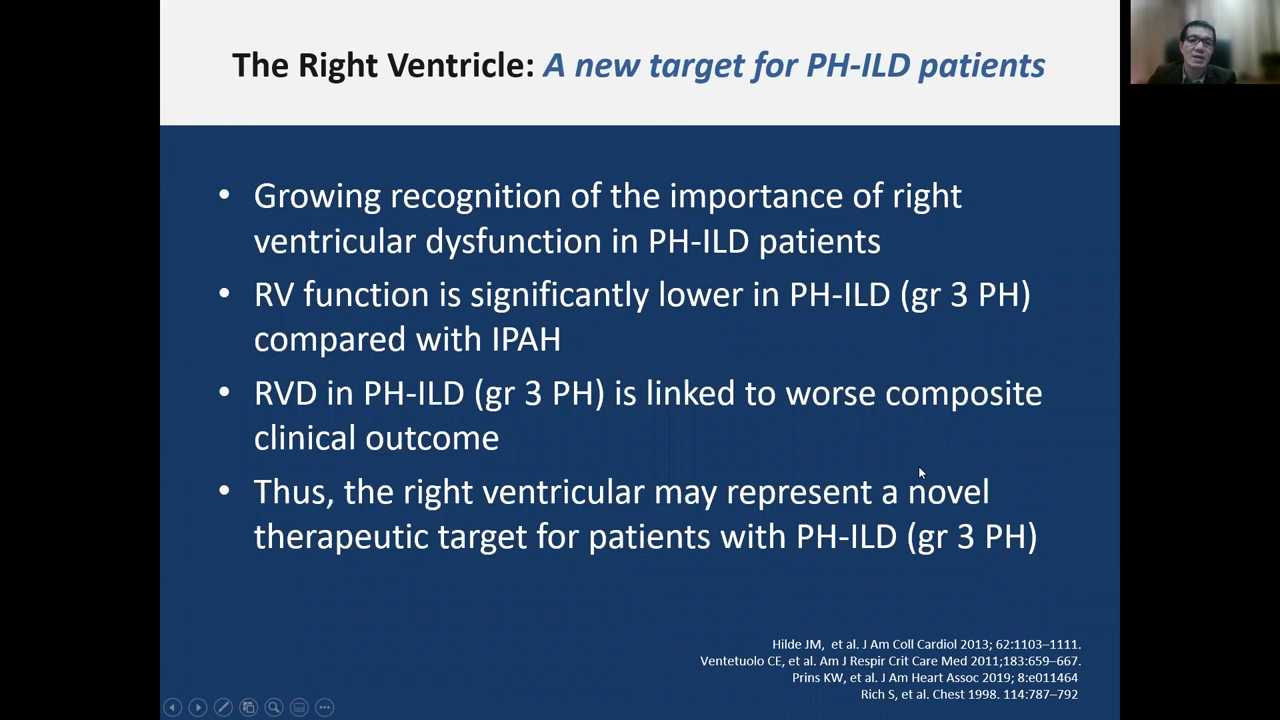 The Right Ventricle: A new target for PH-ILD patients
• Growing recognition of the importance of right
ventricular dysfunction in PH-ILD patients
• RV function is significantly lower in PH-ILD (gr 3 PH)
compared with IPAH
• RVD in PH-ILD (gr 3 PH) is linked to worse composite
clinical outcome
• Thus, the right ventricular may represent a novel
therapeutic target for patients with PH-ILD (gr 3 PH)
Hilde JM, et al. J Am Coll Cardiol 2013; 62:1103–1111.
Ventetuolo CE, et al. Am J Respir Crit Care Med 2011;183:659–667.
Prins KW, et al. J Am Heart Assoc 2019; 8:e011464
Rich S, et al. Chest 1998. 114:787–792